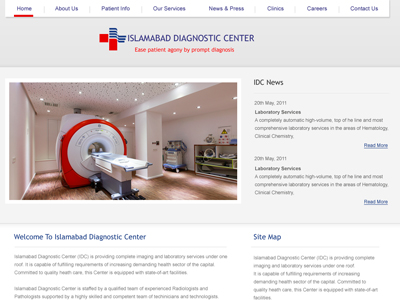 Home About Us Patient Info Our Services News & Press Clinics Careers Contact Us
ISLAMABAD DIAGNOSTIC CENTER
Ease patient agony by prompt diagnosis
IDC News
20th May, 2011
Laboratory Services
A completely automatic high-volume, top of he line and most
comprehensive laboratory services in the areas of Hematology,
Clinical Chemistry,
Read More
20th May, 2011
Laboratory Services
A completely automatic high-volume, top of he line and most
comprehensive laboratory services in the areas of Hematology,
Clinical Chemistry,
Read More
Welcome To Islamabad Diagnostic Center
Islamabad Diagnostic Center (IDC) is providing complete imaging and laboratory services under one
roof. It is capable of fulfilling requirements of increasing demanding health sector of the capital.
Committed to quality heath care, this Center is equipped with state-of-art facilities.
Islamabad Diagnostic Center is staffed by a qualified team of experienced Radiologists and
Pathologists supported by a highly skilled and competent team of technicians and technologists.
Site Map
Islamabad Diagnostic Center (IDC) is providing complete
imaging and laboratory services under one roof.
It is capable of fulfilling requirements of increasing
demanding health sector of the capital. Committed to
quality heath care, this Center is equipped with state-of-art
facilities.